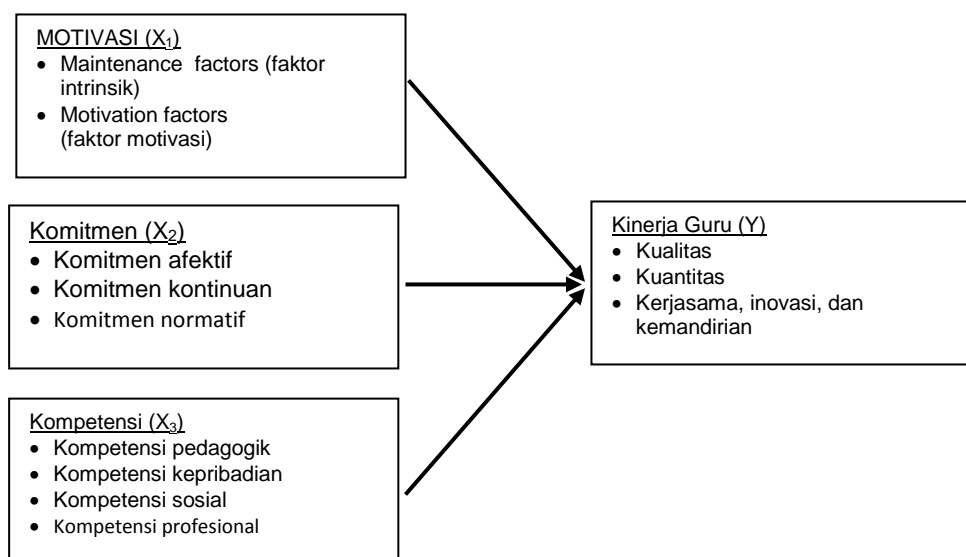 MOTIVASI (X₁)
• Maintenance factors (faktor
intrinsik)
• Motivation factors
(faktor motivasi)
Komitmen (X₂)
• Komitmen afektif
• Komitmen kontinuan
• Komitmen normatif
Kompetensi (X₃)
• Kompetensi pedagogik
• Kompetensi kepribadian
• Kompetensi sosial
• Kompetensi profesional
Kinerja Guru (Y)
• Kualitas
• Kuantitas
• Kerjasama, inovasi, dan
kemandirian